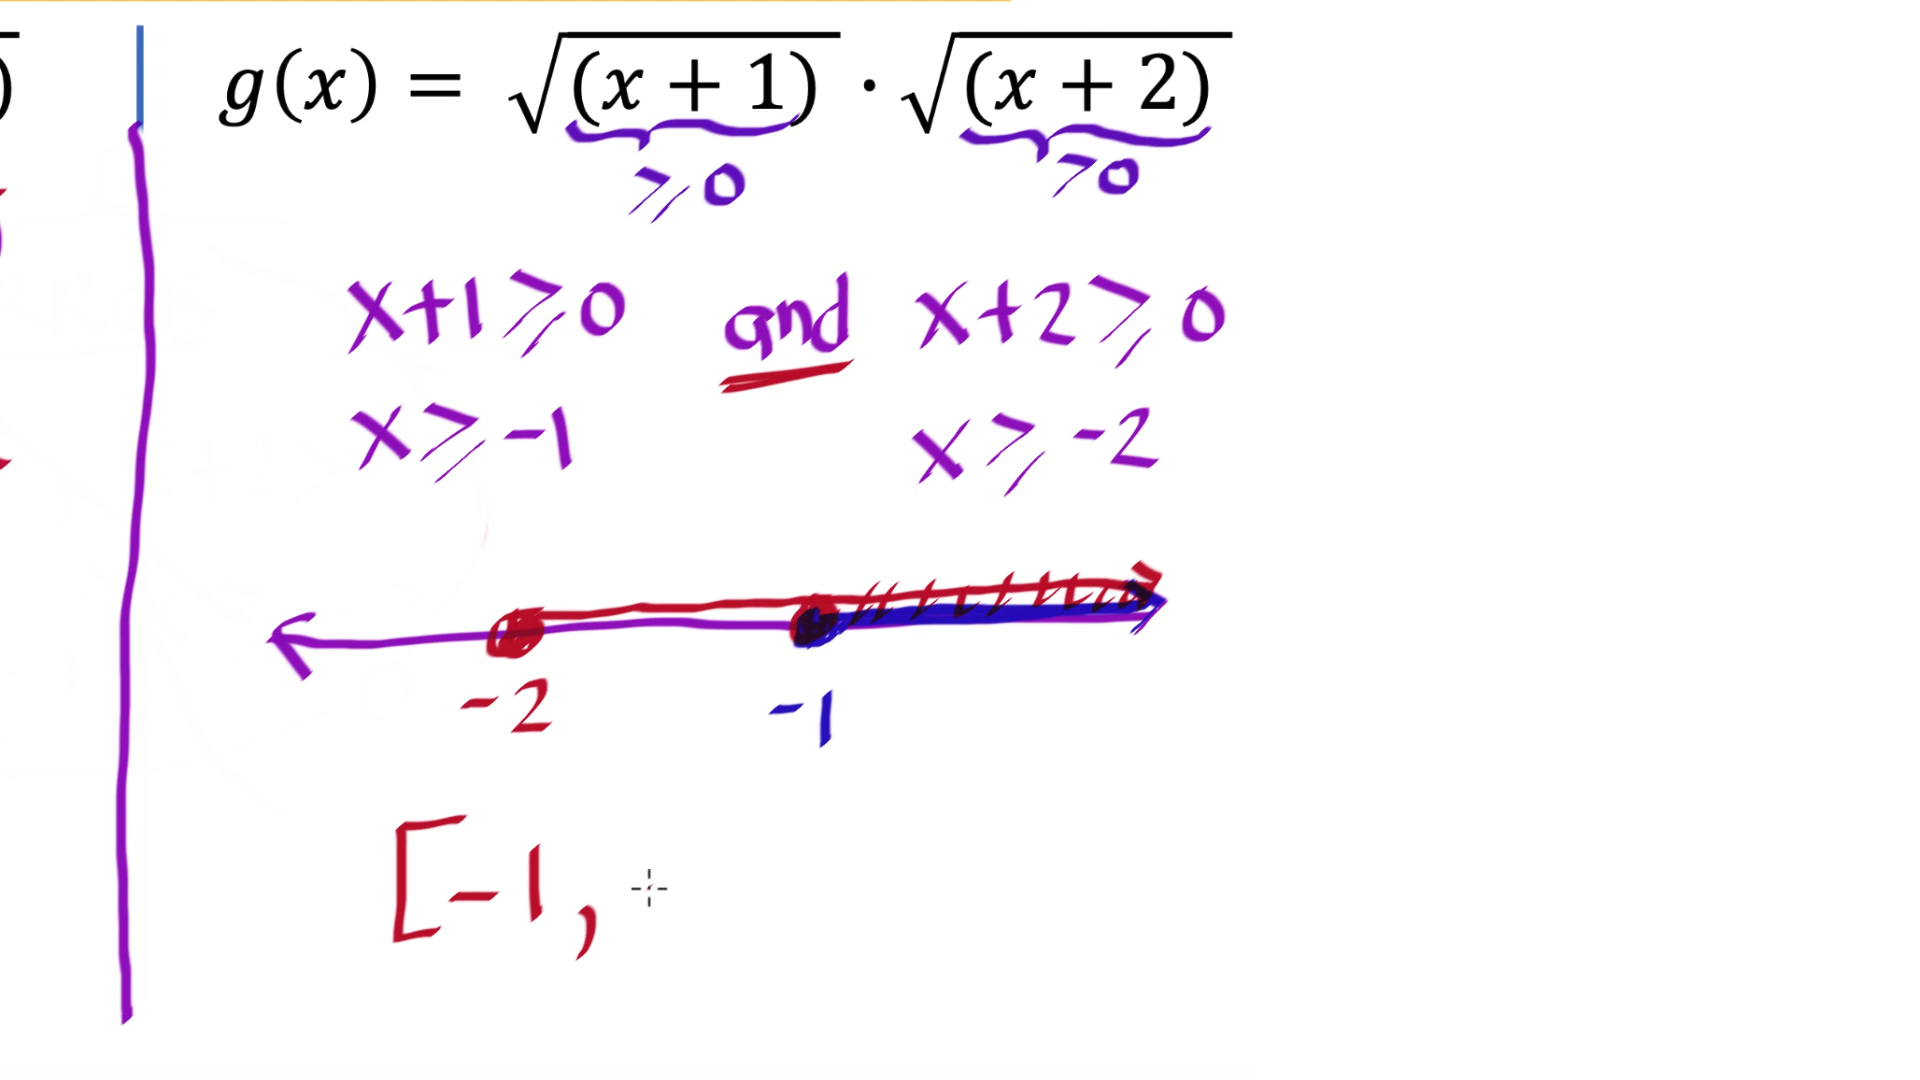 )
g(x) = √(x + 1) · √(x + 2)
⩾0 >0
x+1⩾0 and x+2⩾0
x⩾-1 x⩾-2
-2 -1
[-1,